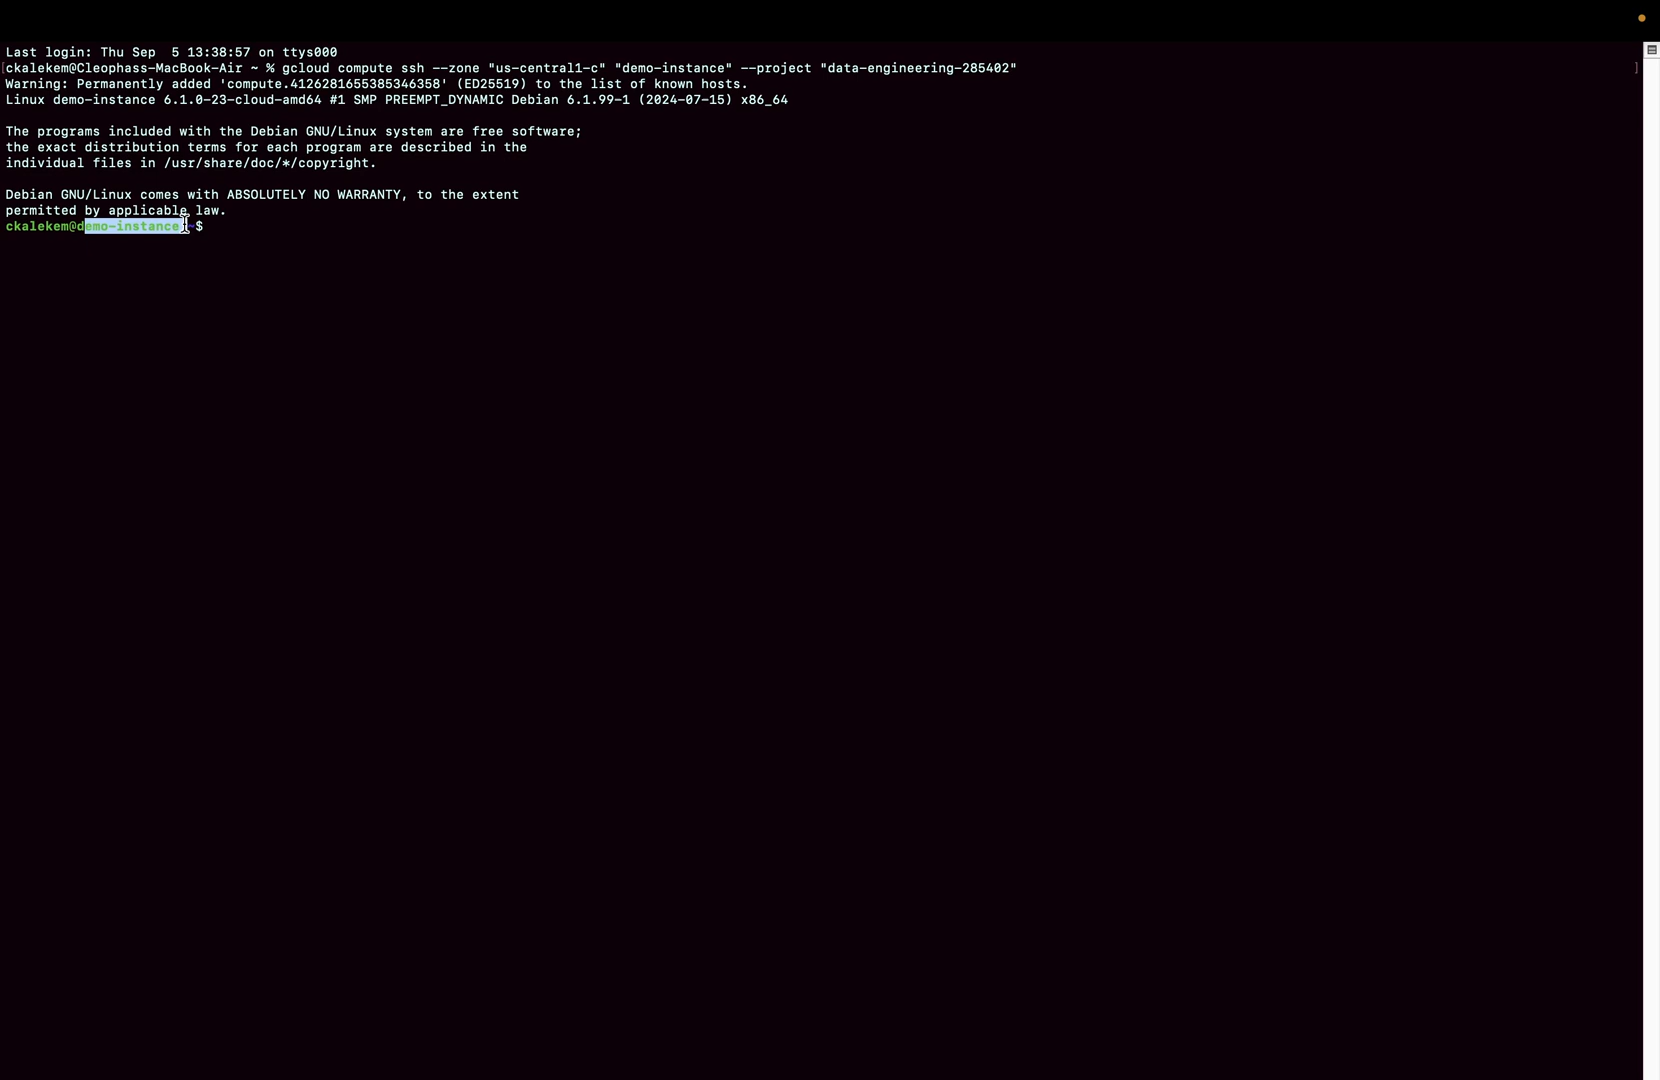 Last login: Thu Sep  5 13:38:57 on ttys000
[ckalekem@Cleophass-MacBook-Air ~ % gcloud compute ssh --zone "us-central1-c" "demo-instance" --project "data-engineering-285402" ]
Warning: Permanently added 'compute.4126281655385346358' (ED25519) to the list of known hosts.
Linux demo-instance 6.1.0-23-cloud-amd64 #1 SMP PREEMPT_DYNAMIC Debian 6.1.99-1 (2024-07-15) x86_64
The programs included with the Debian GNU/Linux system are free software;
the exact distribution terms for each program are described in the
individual files in /usr/share/doc/*/copyright.
Debian GNU/Linux comes with ABSOLUTELY NO WARRANTY, to the extent
permitted by applicable law.
ckalekem@demo-instance:~$